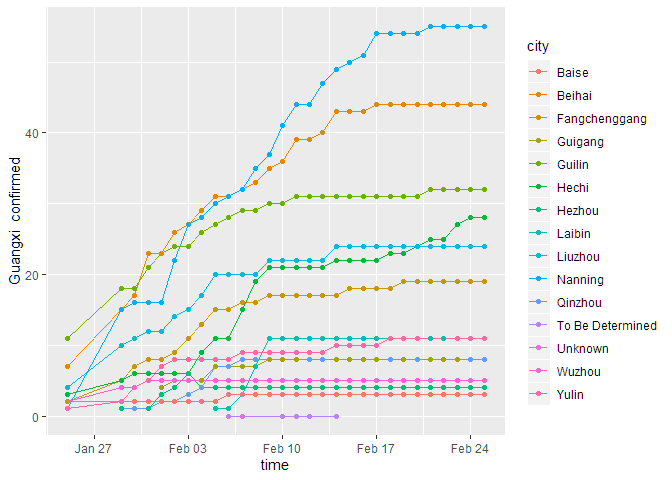 city
Baise
Beihai
Fangchenggang
Guigang
Guilin
Hechi
Hezhou
Laibin
Liuzhou
Nanning
Qinzhou
To Be Determined
Unknown
Wuzhou
Yulin
Guangxi confirmed
40
20
0
Jan 27 Feb 03 Feb 10 Feb 17 Feb 24
time